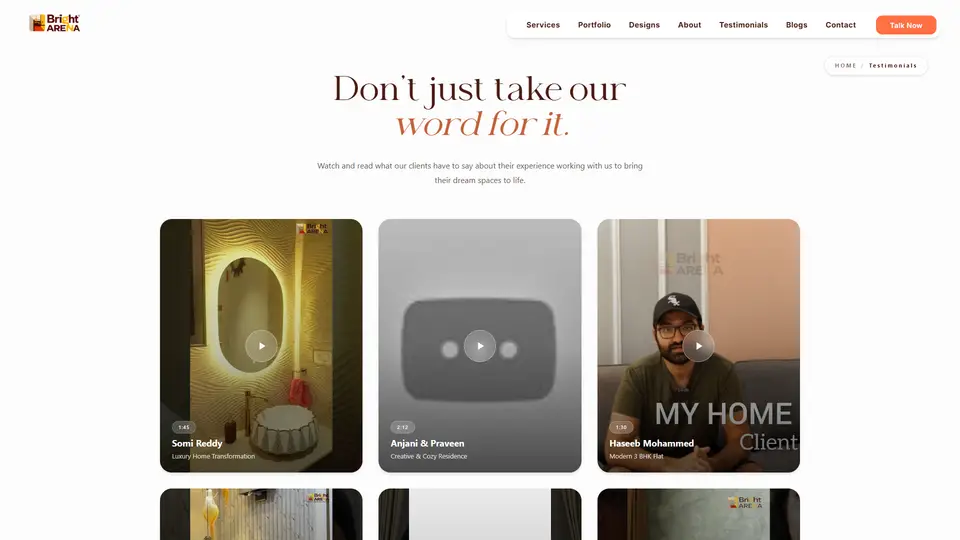 Bright
ARENA
Services
Portfolio
Designs
About
Testimonials
Blogs
Contact
Talk Now
HOME / Testimonials
Don't just take our
word for it.
Watch and read what our clients have to say about their experience working with us to bring
their dream spaces to life.
Bright
ARENA
1:45
Somi Reddy
Luxury Home Transformation
2:12
Anjani & Praveen
Creative & Cozy Residence
Bright
ARENA
MY HOME
Client
1:30
Haseeb Mohammed
Modern 3 BHK Flat
Bright
ARENA
Bright
ARENA